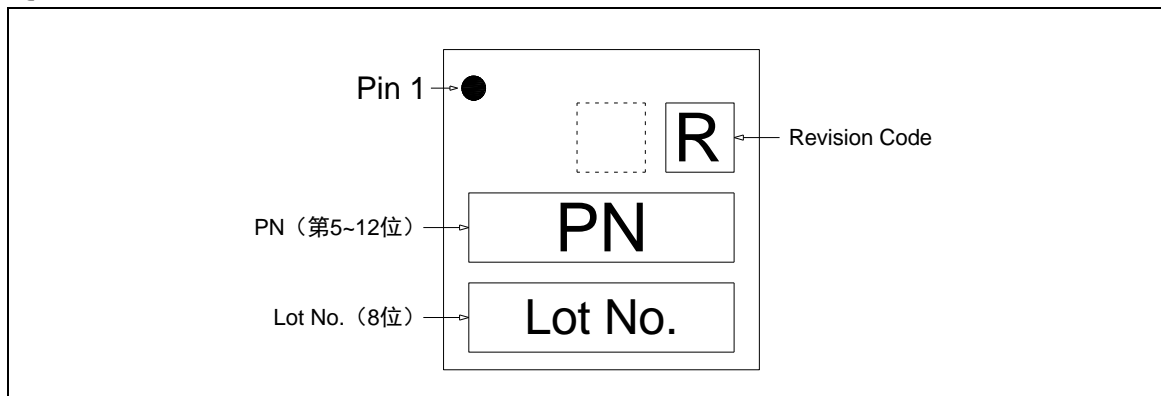 Pin 1
R
Revision Code
PN（第5~12位）
PN
Lot No.（8位）
Lot No.